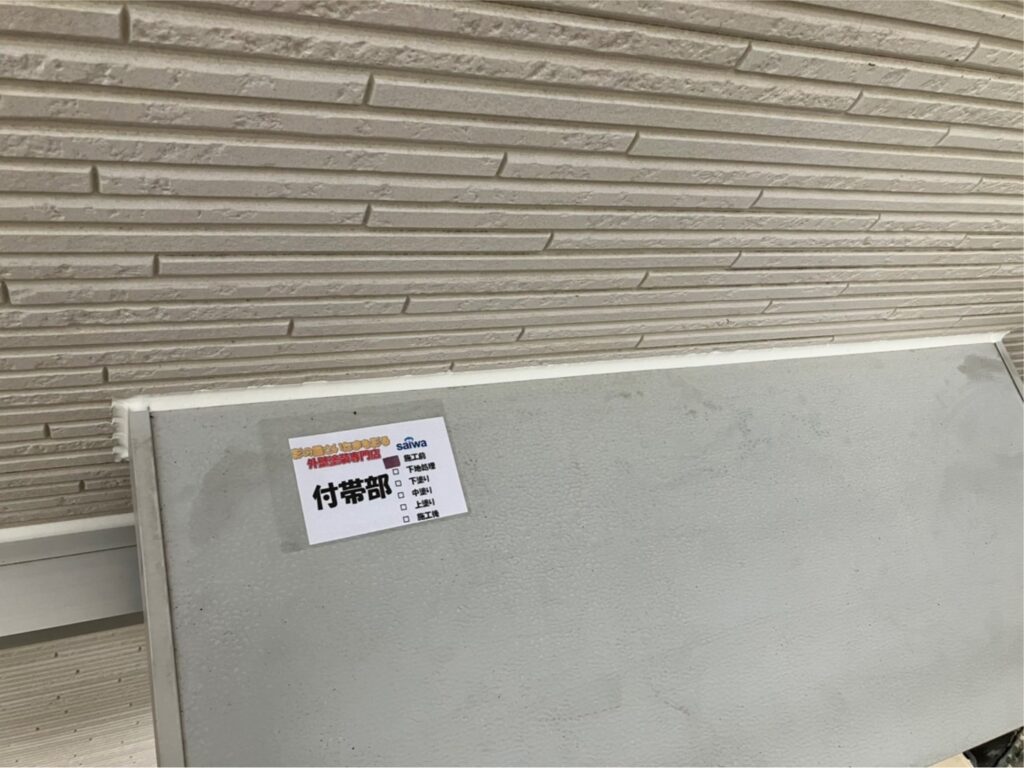 saiwa
外壁塗装専門店
付帯部
施工前
□ 下地処理
□ 下塗り
□ 中塗り
□ 上塗り
□ 施工後